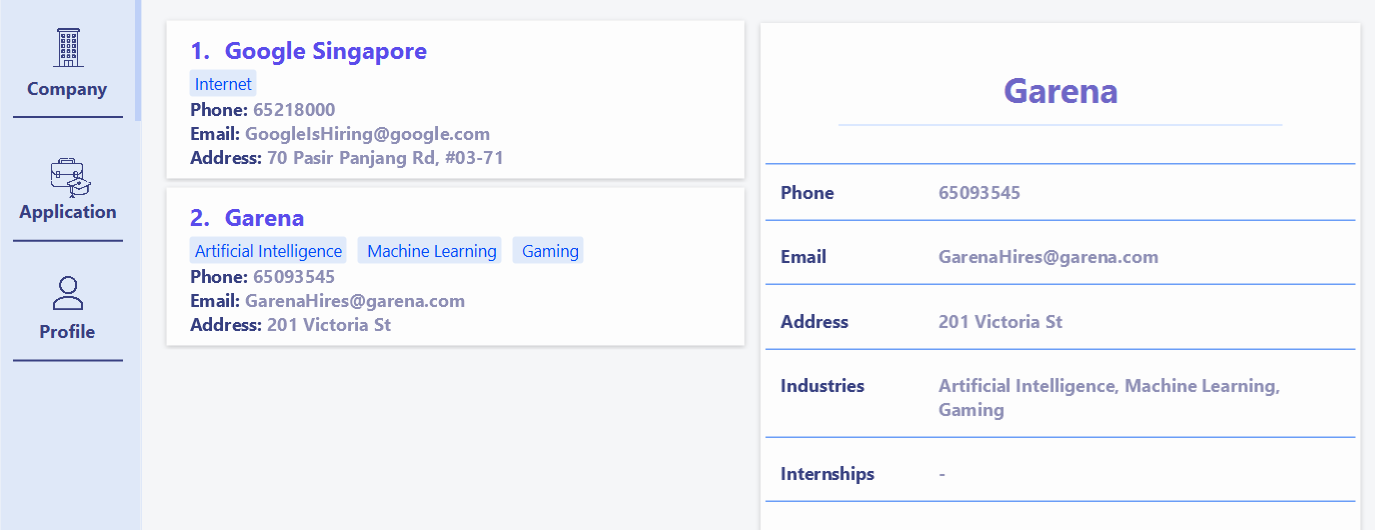 Company
Application
Profile
1. Google Singapore
Internet
Phone: 65218000
Email: GoogleIsHiring@google.com
Address: 70 Pasir Panjang Rd, #03-71
2. Garena
Artificial Intelligence Machine Learning Gaming
Phone: 65093545
Email: GarenaHires@garena.com
Address: 201 Victoria St
Garena
Phone 65093545
Email GarenaHires@garena.com
Address 201 Victoria St
Industries Artificial Intelligence, Machine Learning,
Gaming
Internships -